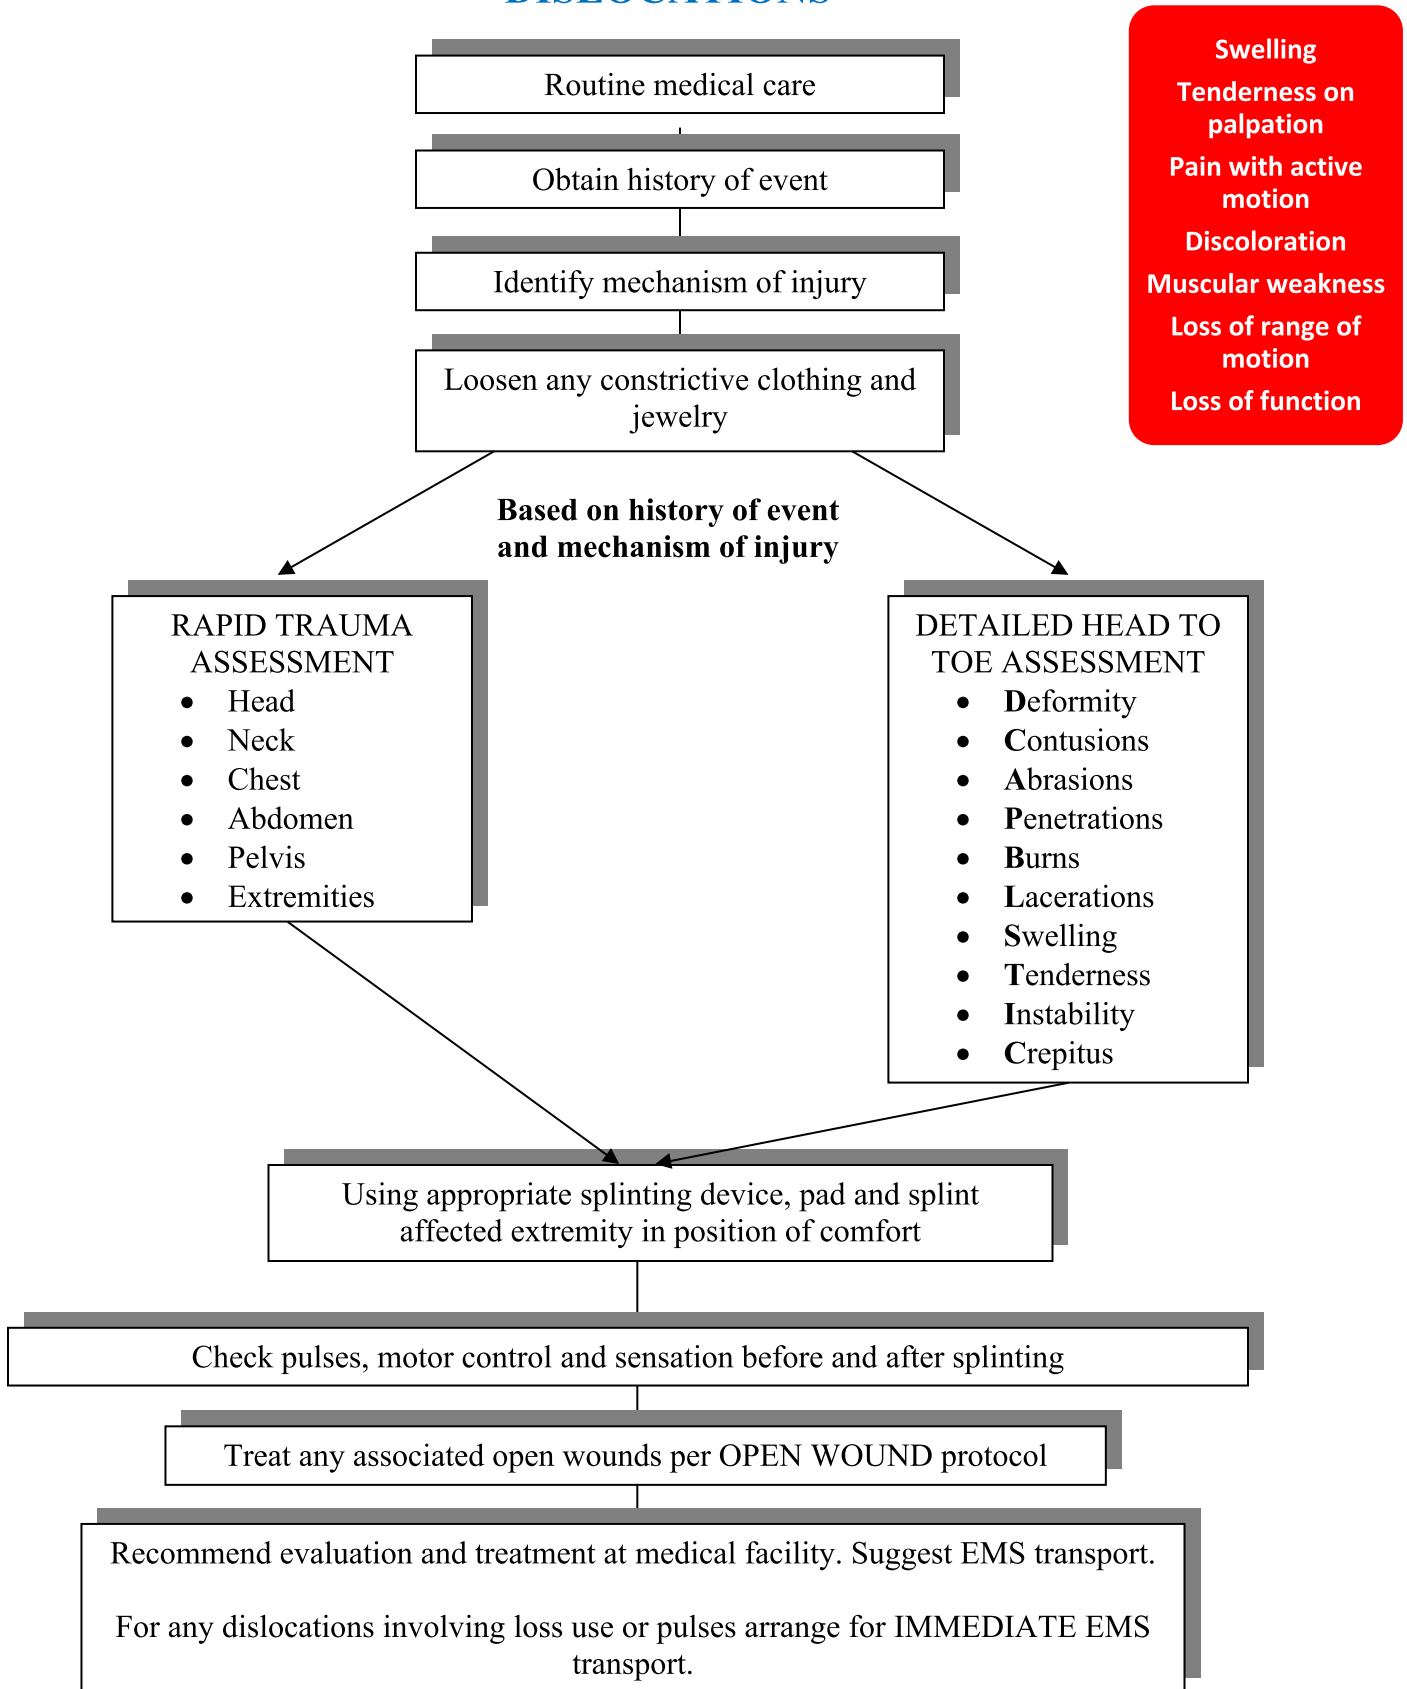 DISLOCATIONS
Routine medical care
Obtain history of event
Identify mechanism of injury
Loosen any constrictive clothing and
jewelry
Swelling
Tenderness on
palpation
Pain with active
motion
Discoloration
Muscular weakness
Loss of range of
motion
Loss of function
Based on history of event
and mechanism of injury
RAPID TRAUMA
ASSESSMENT
• Head
• Neck
• Chest
• Abdomen
• Pelvis
• Extremities
DETAILED HEAD TO
TOE ASSESSMENT
• Deformity
• Contusions
• Abrasions
• Penetrations
• Burns
• Lacerations
• Swelling
• Tenderness
• Instability
• Crepitus
Using appropriate splinting device, pad and splint
affected extremity in position of comfort
Check pulses, motor control and sensation before and after splinting
Treat any associated open wounds per OPEN WOUND protocol
Recommend evaluation and treatment at medical facility. Suggest EMS transport.
For any dislocations involving loss use or pulses arrange for IMMEDIATE EMS
transport.